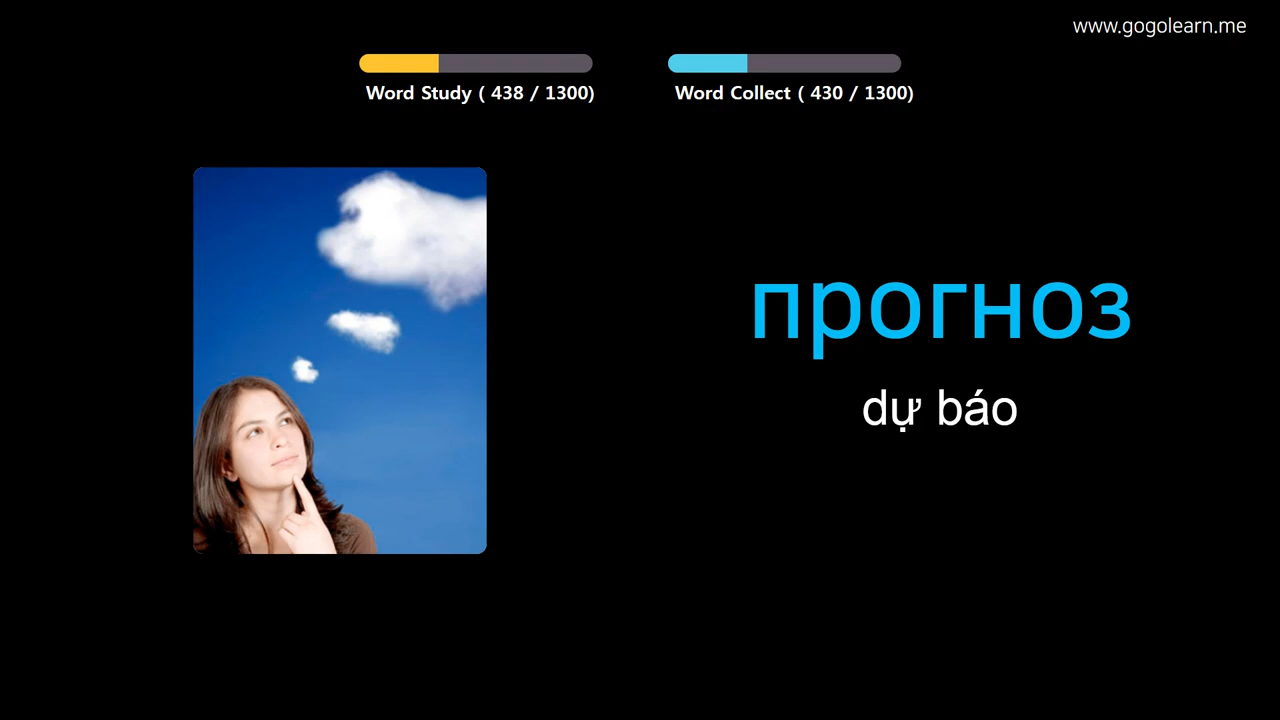 www.gogolearn.me
Word Study ( 438 / 1300)
Word Collect ( 430 / 1300)
прогноз
dự báo